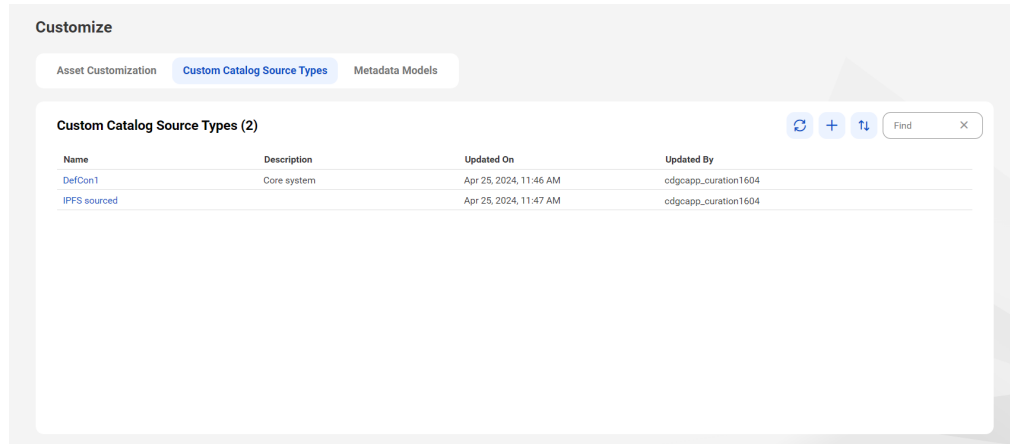 Customize
Asset Customization Custom Catalog Source Types Metadata Models
Custom Catalog Source Types (2)
Find
Name Description Updated On Updated By
DefCon1 Core system Apr 25, 2024, 11:46 AM cdgcapp_curation1604
IPFS sourced Apr 25, 2024, 11:47 AM cdgcapp_curation1604